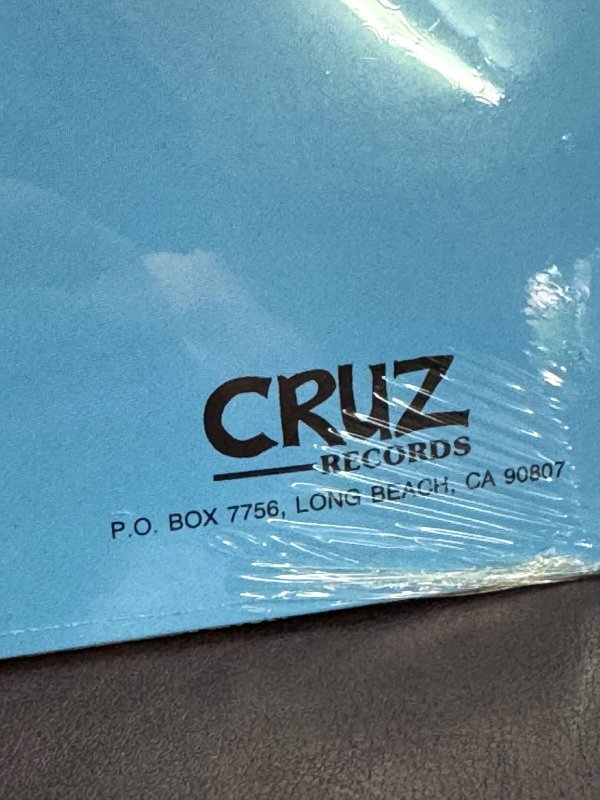 CRUZ
RECORDS
P.O. BOX 7756, LONG BEACH, CA 90807